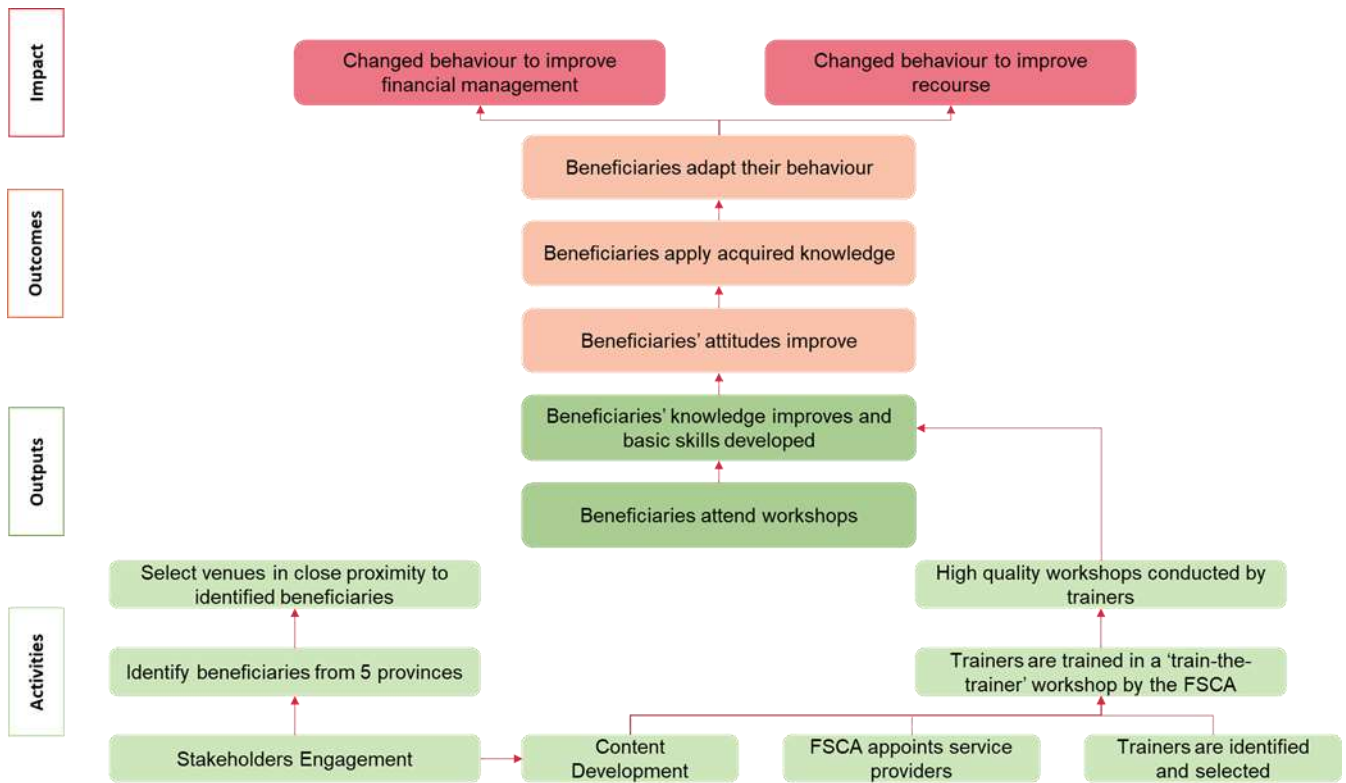 Impact
Changed behaviour to improve
financial management
Changed behaviour to improve
recourse
Beneficiaries adapt their behaviour
Outcomes
Beneficiaries apply acquired knowledge
Beneficiaries' attitudes improve
Outputs
Beneficiaries' knowledge improves and
basic skills developed
Beneficiaries attend workshops
Activities
Select venues in close proximity to
identified beneficiaries
High quality workshops conducted by
trainers
Identify beneficiaries from 5 provinces
Trainers are trained in a 'train-the-
trainer' workshop by the FSCA
Stakeholders Engagement
Content
Development
FSCA appoints service
providers
Trainers are identified
and selected